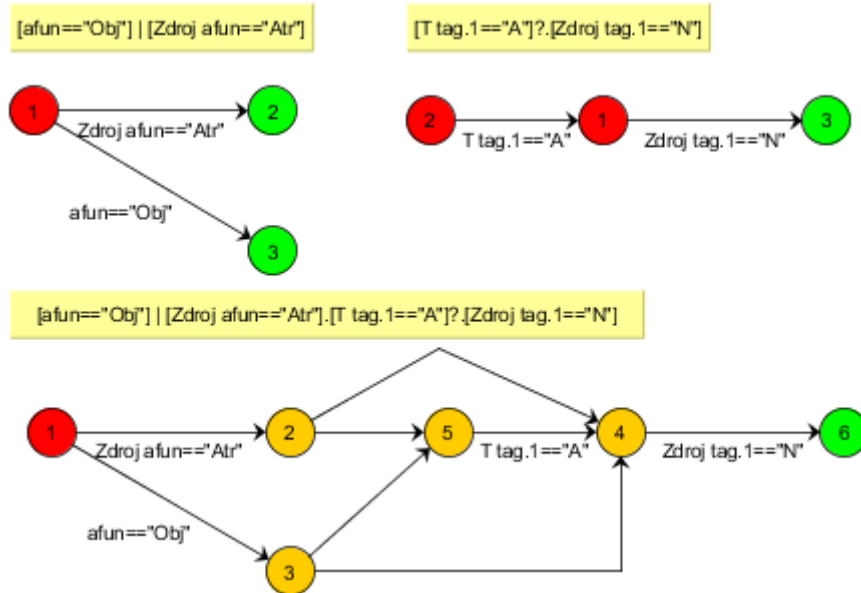 [afun=="Obj"] | [Zdroj afun=="Atr"]
[T tag.1=="A"]?.[Zdroj tag.1=="N"]
1
2
Zdroj afun=="Atr"
afun=="Obj"
3
2
1
3
T tag.1=="A"
Zdroj tag.1=="N"
[afun=="Obj"] | [Zdroj afun=="Atr"].[T tag.1=="A"]?.[Zdroj tag.1=="N"]
1
2
5
4
6
Zdroj afun=="Atr"
T tag.1=="A"
Zdroj tag.1=="N"
afun=="Obj"
3